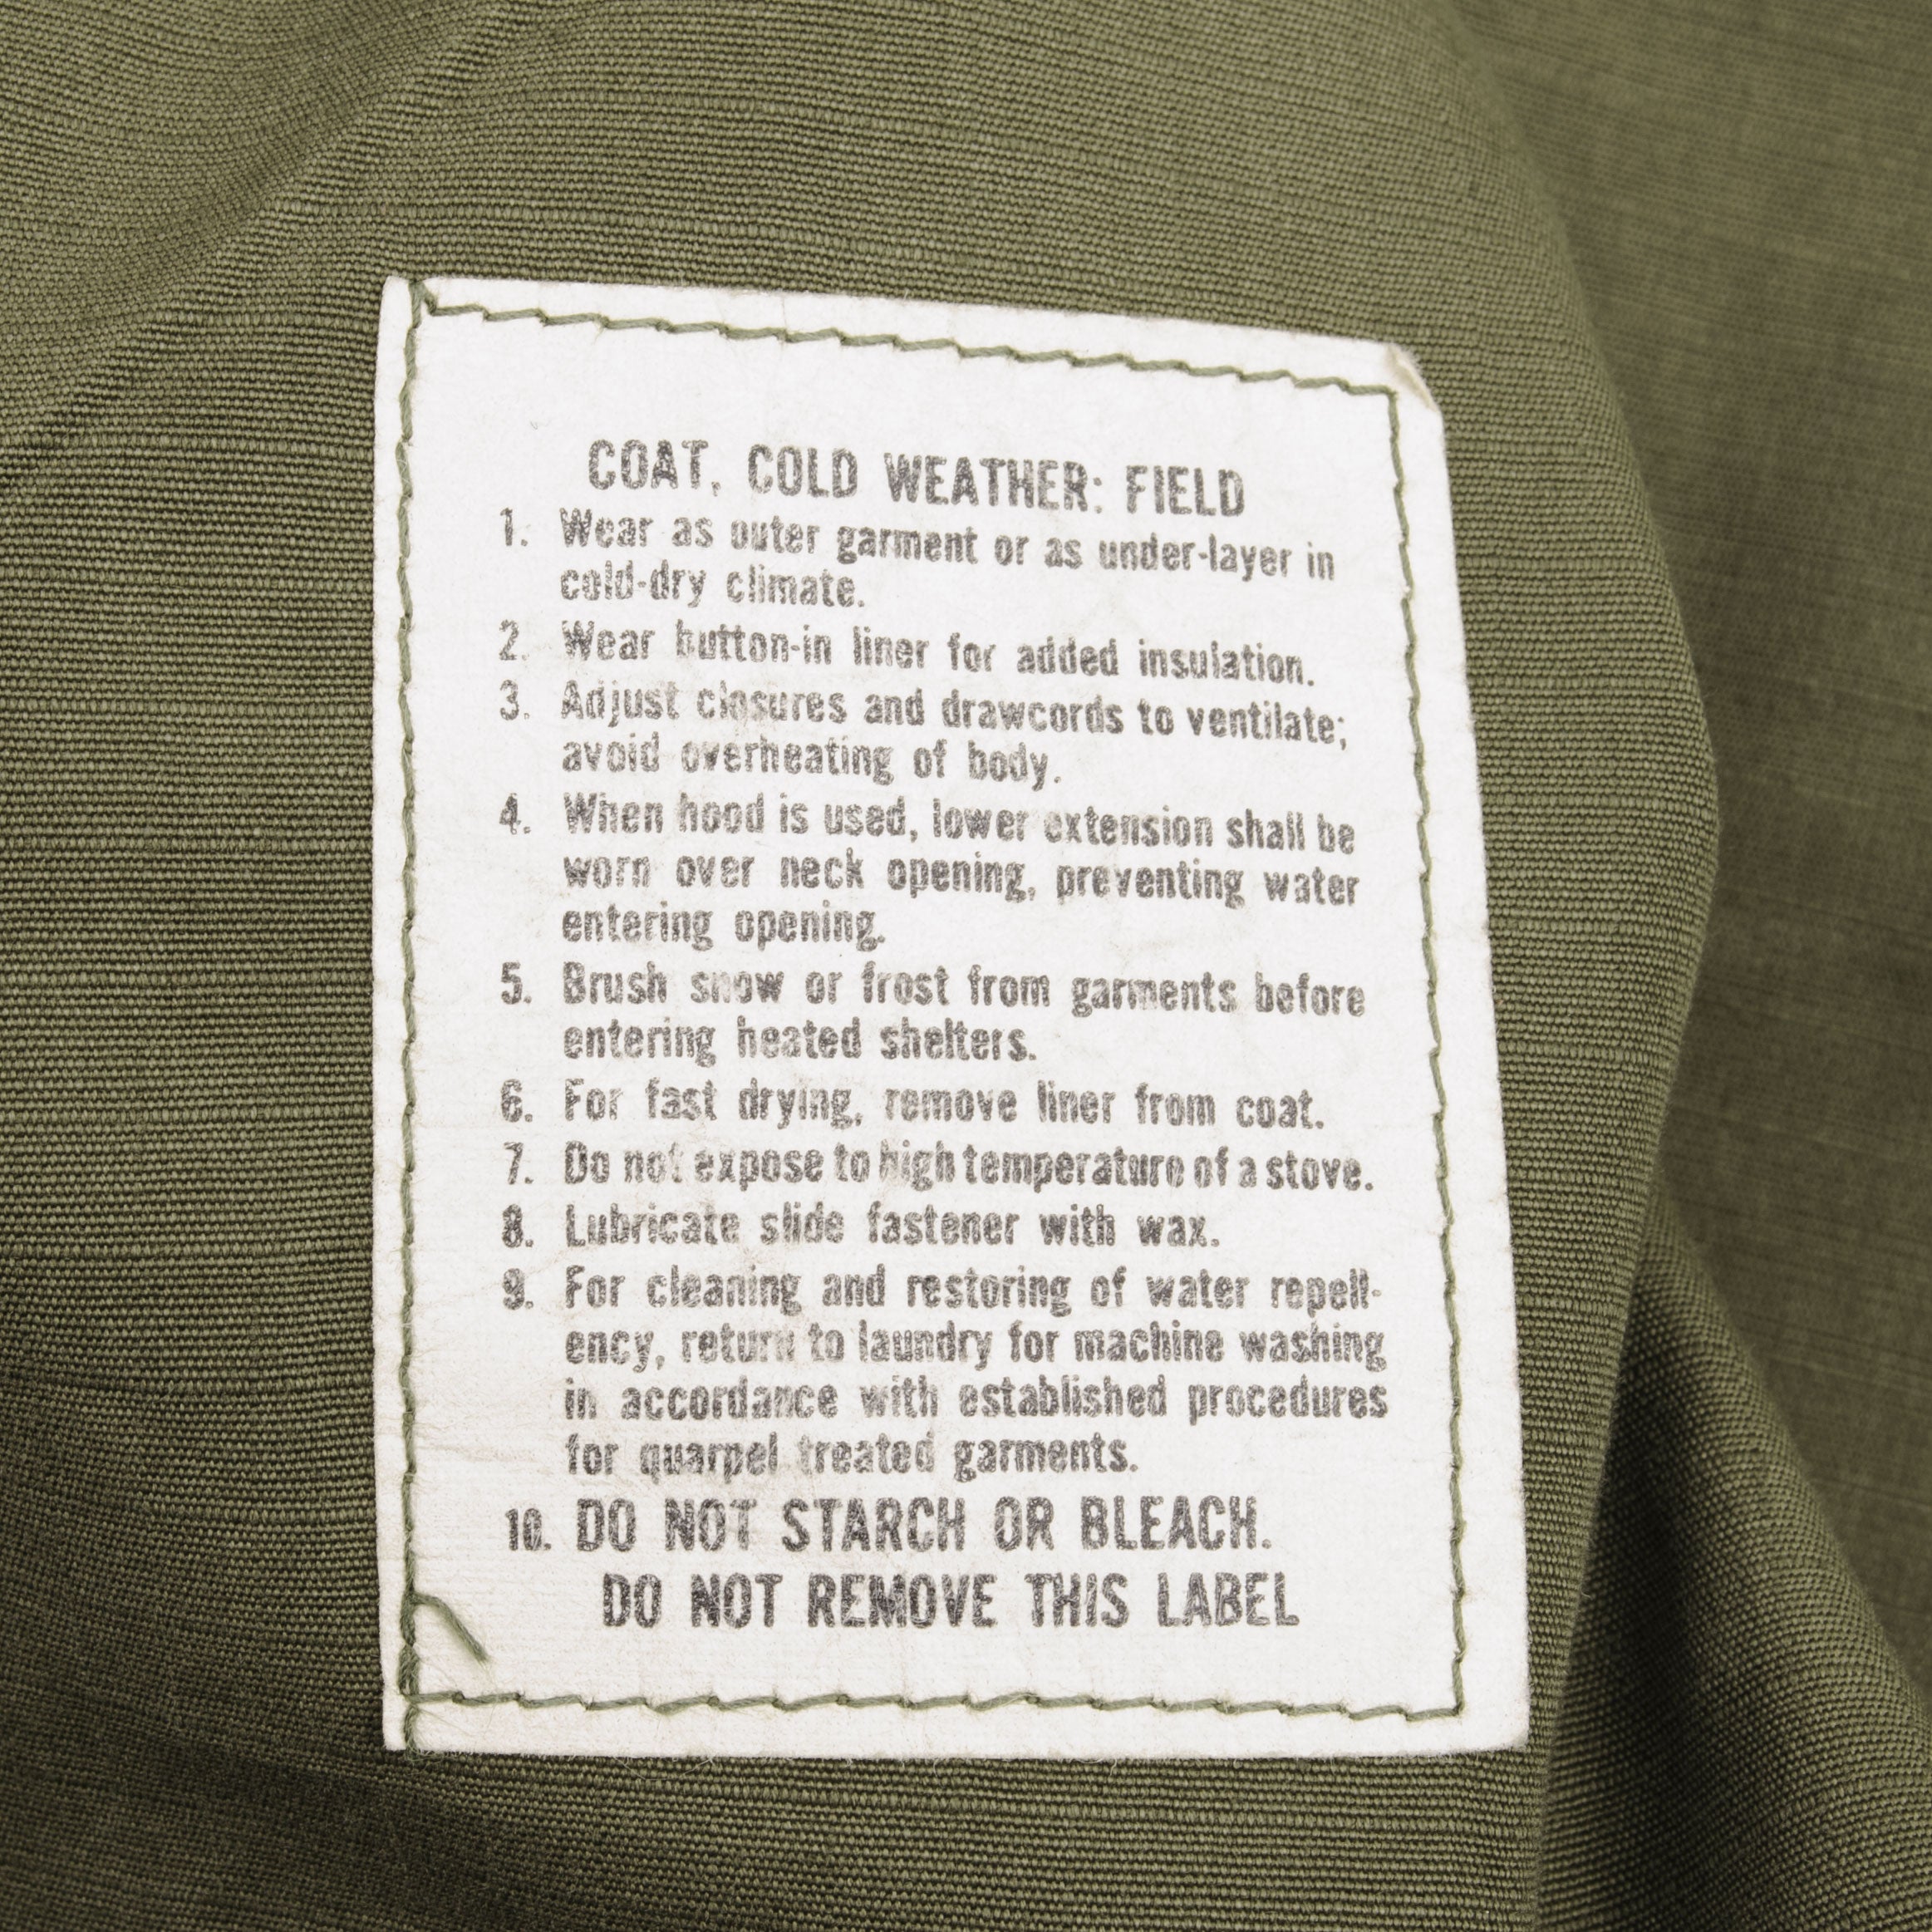 COAT, COLD WEATHER: FIELD
1. Wear as outer garment or as under-layer in
cold-dry climate.
2. Wear button-in liner for added insulation.
3. Adjust closures and drawcords to ventilate;
avoid overheating of body.
4. When hood is used, lower extension shall be
worn over neck opening, preventing water
entering opening.
5. Brush snow or frost from garments before
entering heated shelters.
6. For fast drying, remove liner from coat.
7. Do not expose to high temperature of a stove.
8. Lubricate slide fastener with wax.
9. For cleaning and restoring of water repell-
ency, return to laundry for machine washing
in accordance with established procedures
for quarpel treated garments.
10. DO NOT STARCH OR BLEACH.
DO NOT REMOVE THIS LABEL